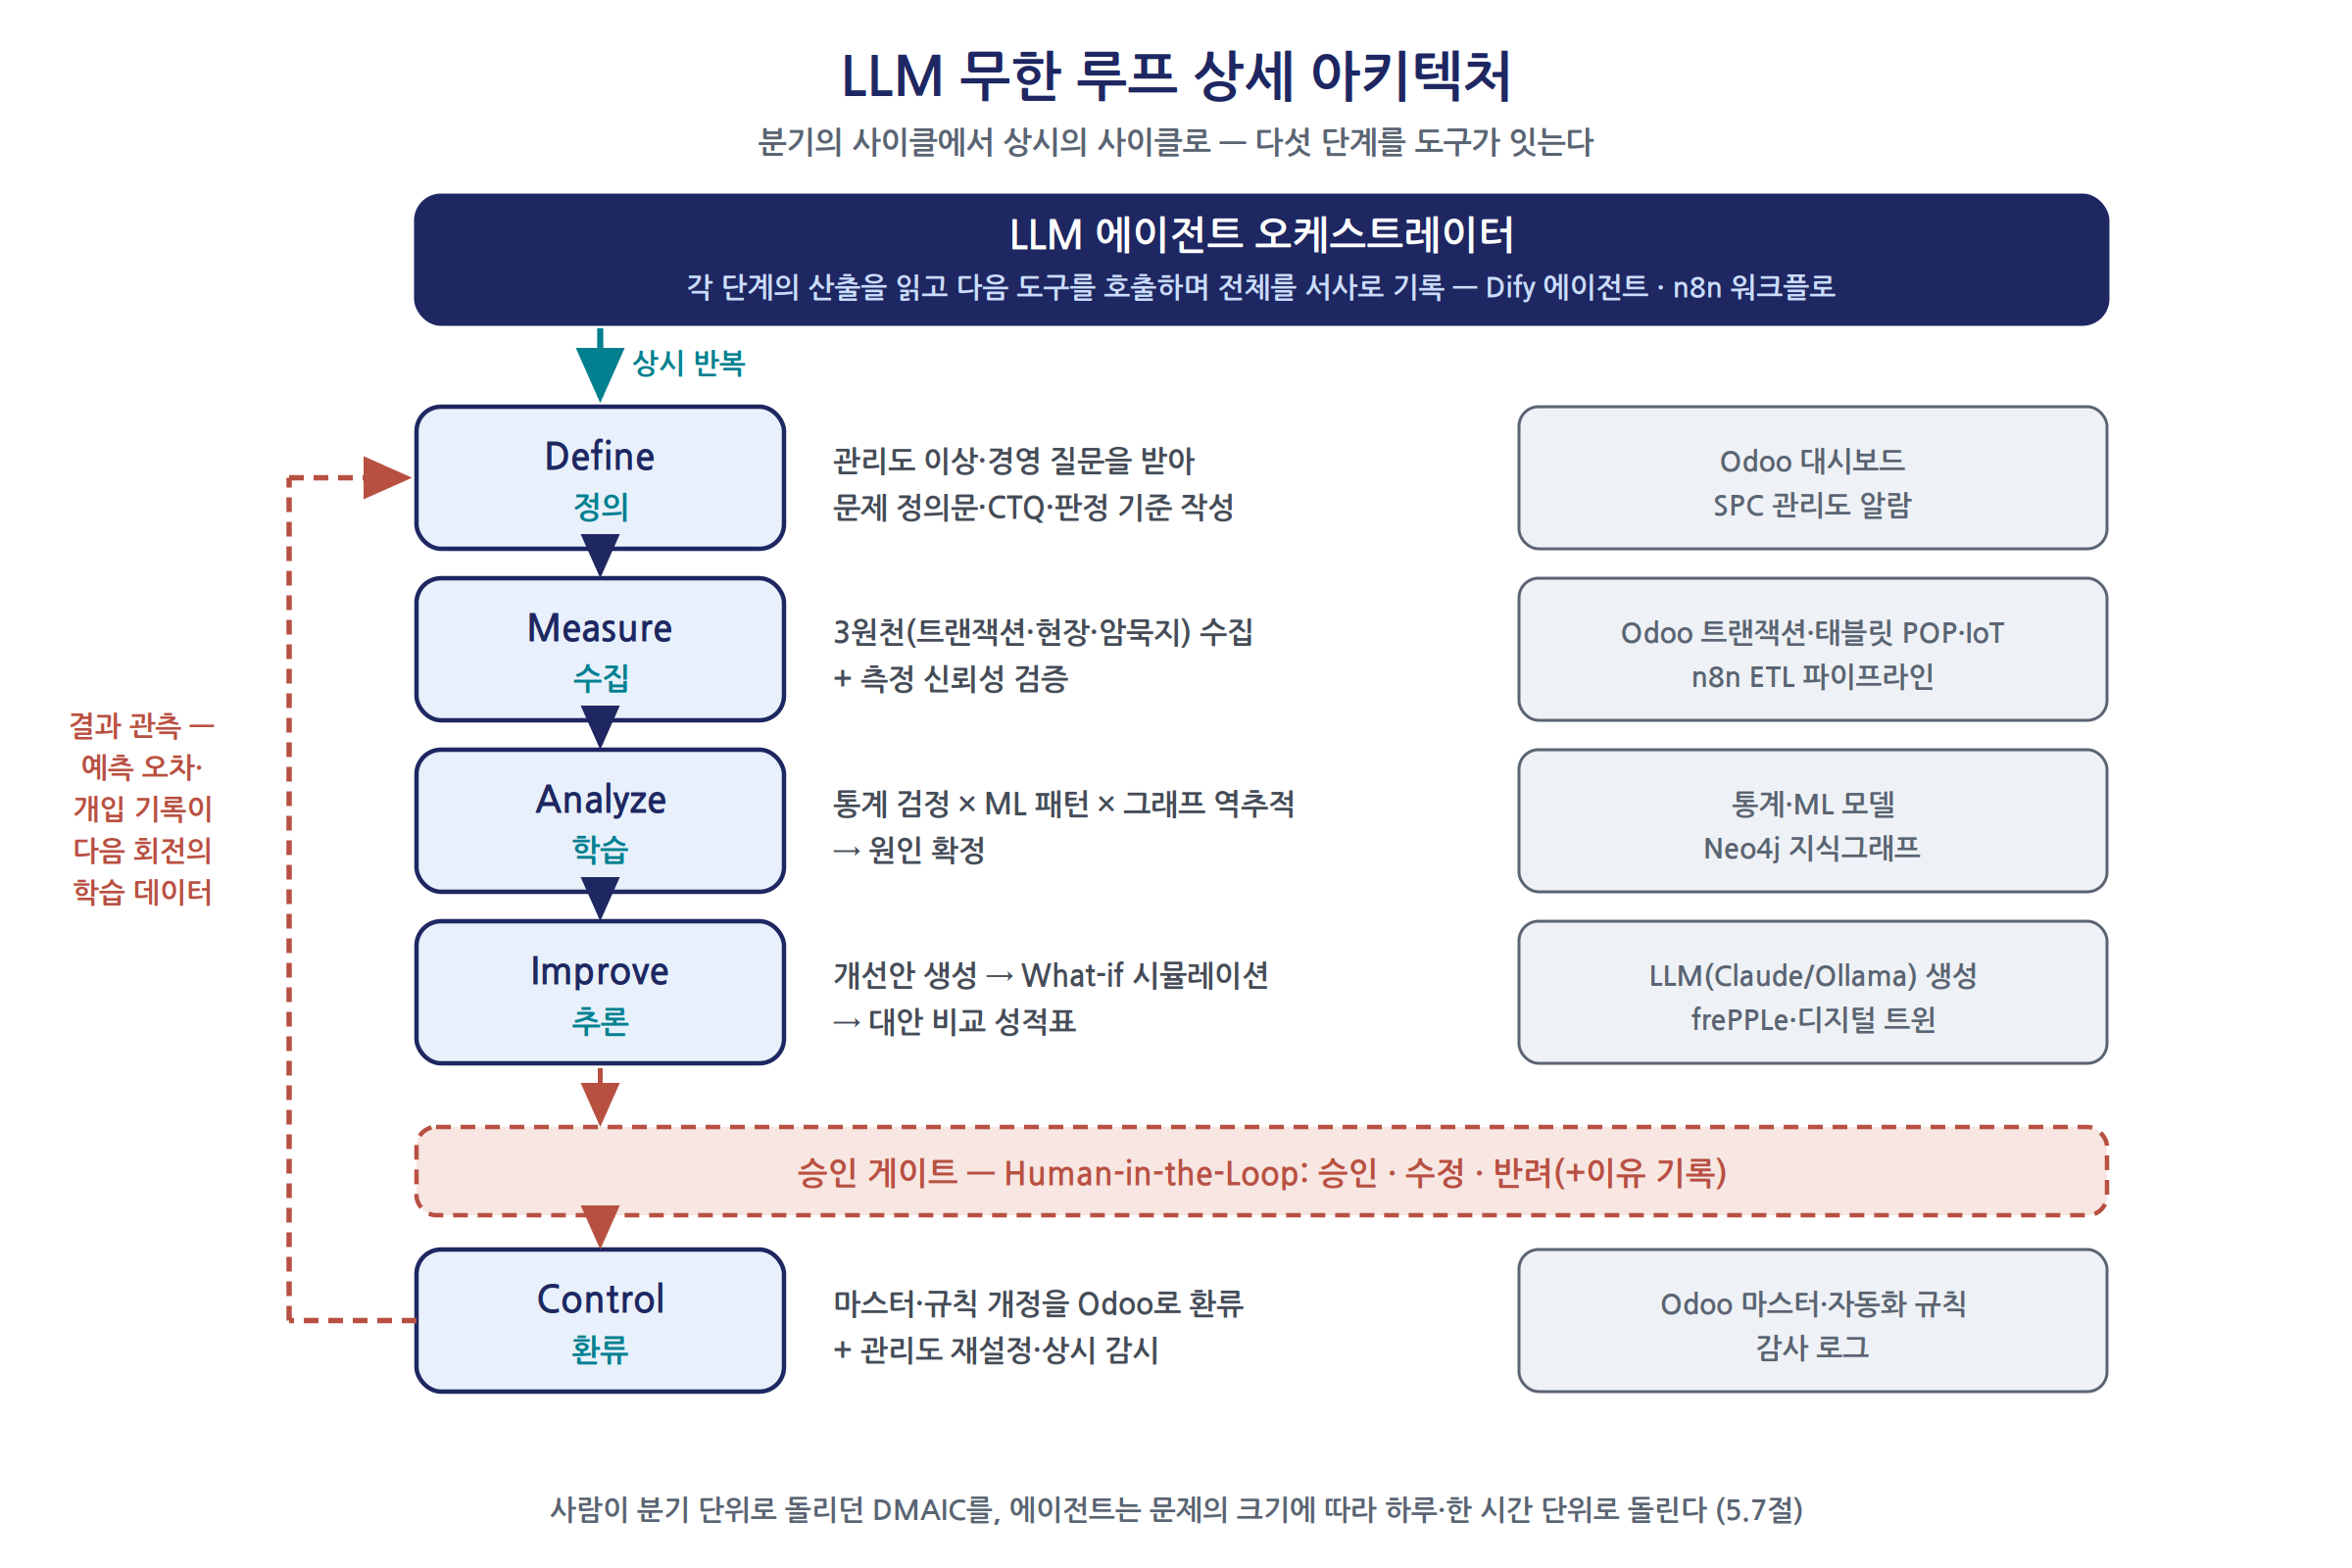 LLM 무한 루프 상세 아키텍처
분기의 사이클에서 상시의 사이클로 — 다섯 단계를 도구가 잇는다
LLM 에이전트 오케스트레이터
각 단계의 산출을 읽고 다음 도구를 호출하며 전체를 서사로 기록 — Dify 에이전트 · n8n 워크플로
상시 반복
Define
정의
관리도 이상·경영 질문을 받아
문제 정의문·CTQ·판정 기준 작성
Odoo 대시보드
SPC 관리도 알람
Measure
수집
3원천(트랜잭션·현장·암묵지) 수집
+ 측정 신뢰성 검증
Odoo 트랜잭션·태블릿 POP·IoT
n8n ETL 파이프라인
결과 관측 —
예측 오차·
개입 기록이
다음 회전의
학습 데이터
Analyze
학습
통계 검정 × ML 패턴 × 그래프 역추적
→ 원인 확정
통계·ML 모델
Neo4j 지식그래프
Improve
추론
개선안 생성 → What-if 시뮬레이션
→ 대안 비교 성적표
LLM(Claude/Ollama) 생성
frePPLe·디지털 트윈
승인 게이트 — Human-in-the-Loop: 승인 · 수정 · 반려(+이유 기록)
Control
환류
마스터·규칙 개정을 Odoo로 환류
+ 관리도 재설정·상시 감시
Odoo 마스터·자동화 규칙
감사 로그
사람이 분기 단위로 돌리던 DMAIC를, 에이전트는 문제의 크기에 따라 하루·한 시간 단위로 돌린다 (5.7절)